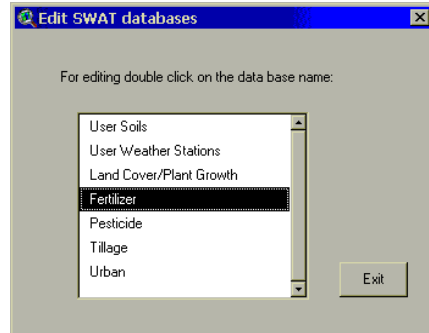 Edit SWAT databases
For editing double click on the data base name:
User Soils
User Weather Stations
Land Cover/Plant Growth
Fertilizer
Pesticide
Tillage
Urban
Exit